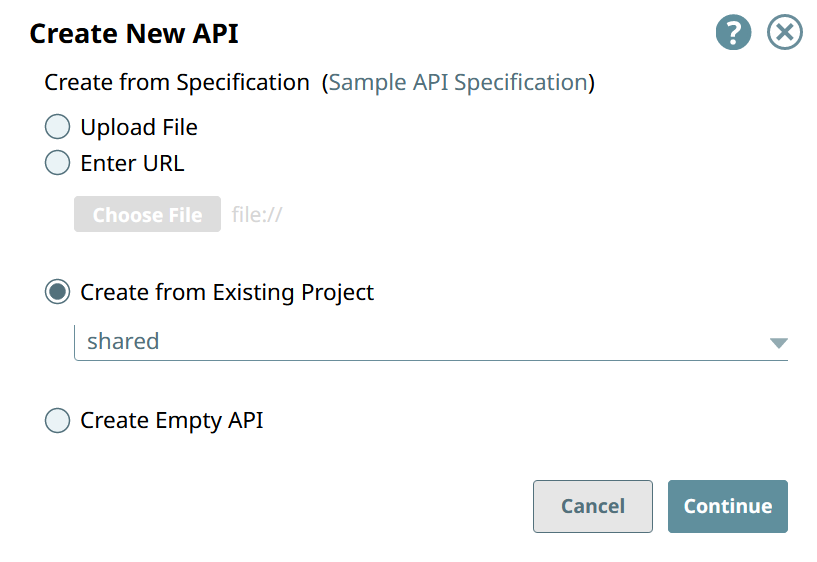 Create New API
?
Create from Specification (Sample API Specification)
Upload File
Enter URL
Choose File file://
Create from Existing Project
shared
Create Empty API
Cancel Continue